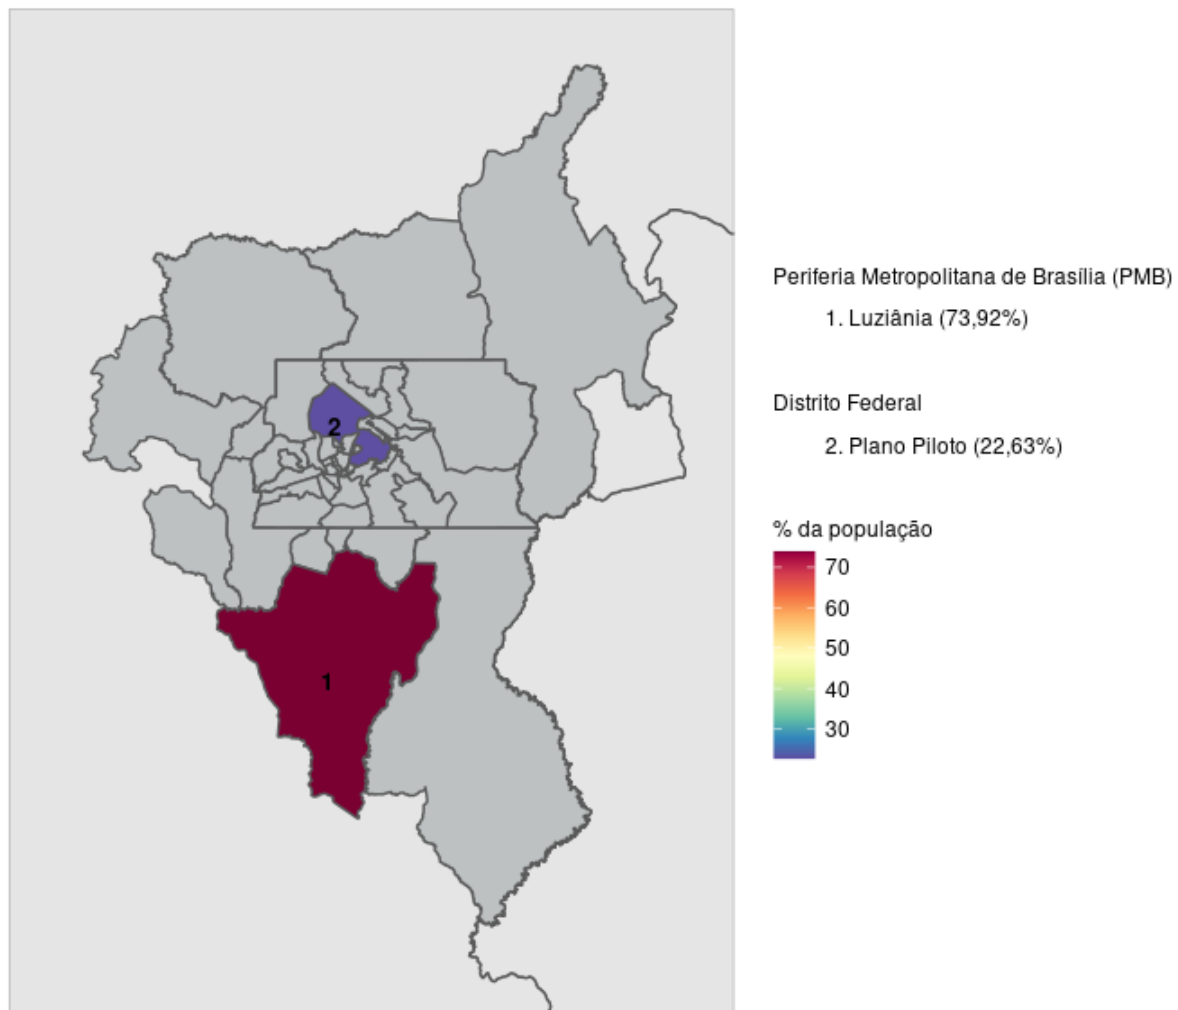 Periferia Metropolitana de Brasília (PMB)
1. Luziânia (73,92%)
Distrito Federal
2. Plano Piloto (22,63%)
% da população
70
60
50
40
30
2
1